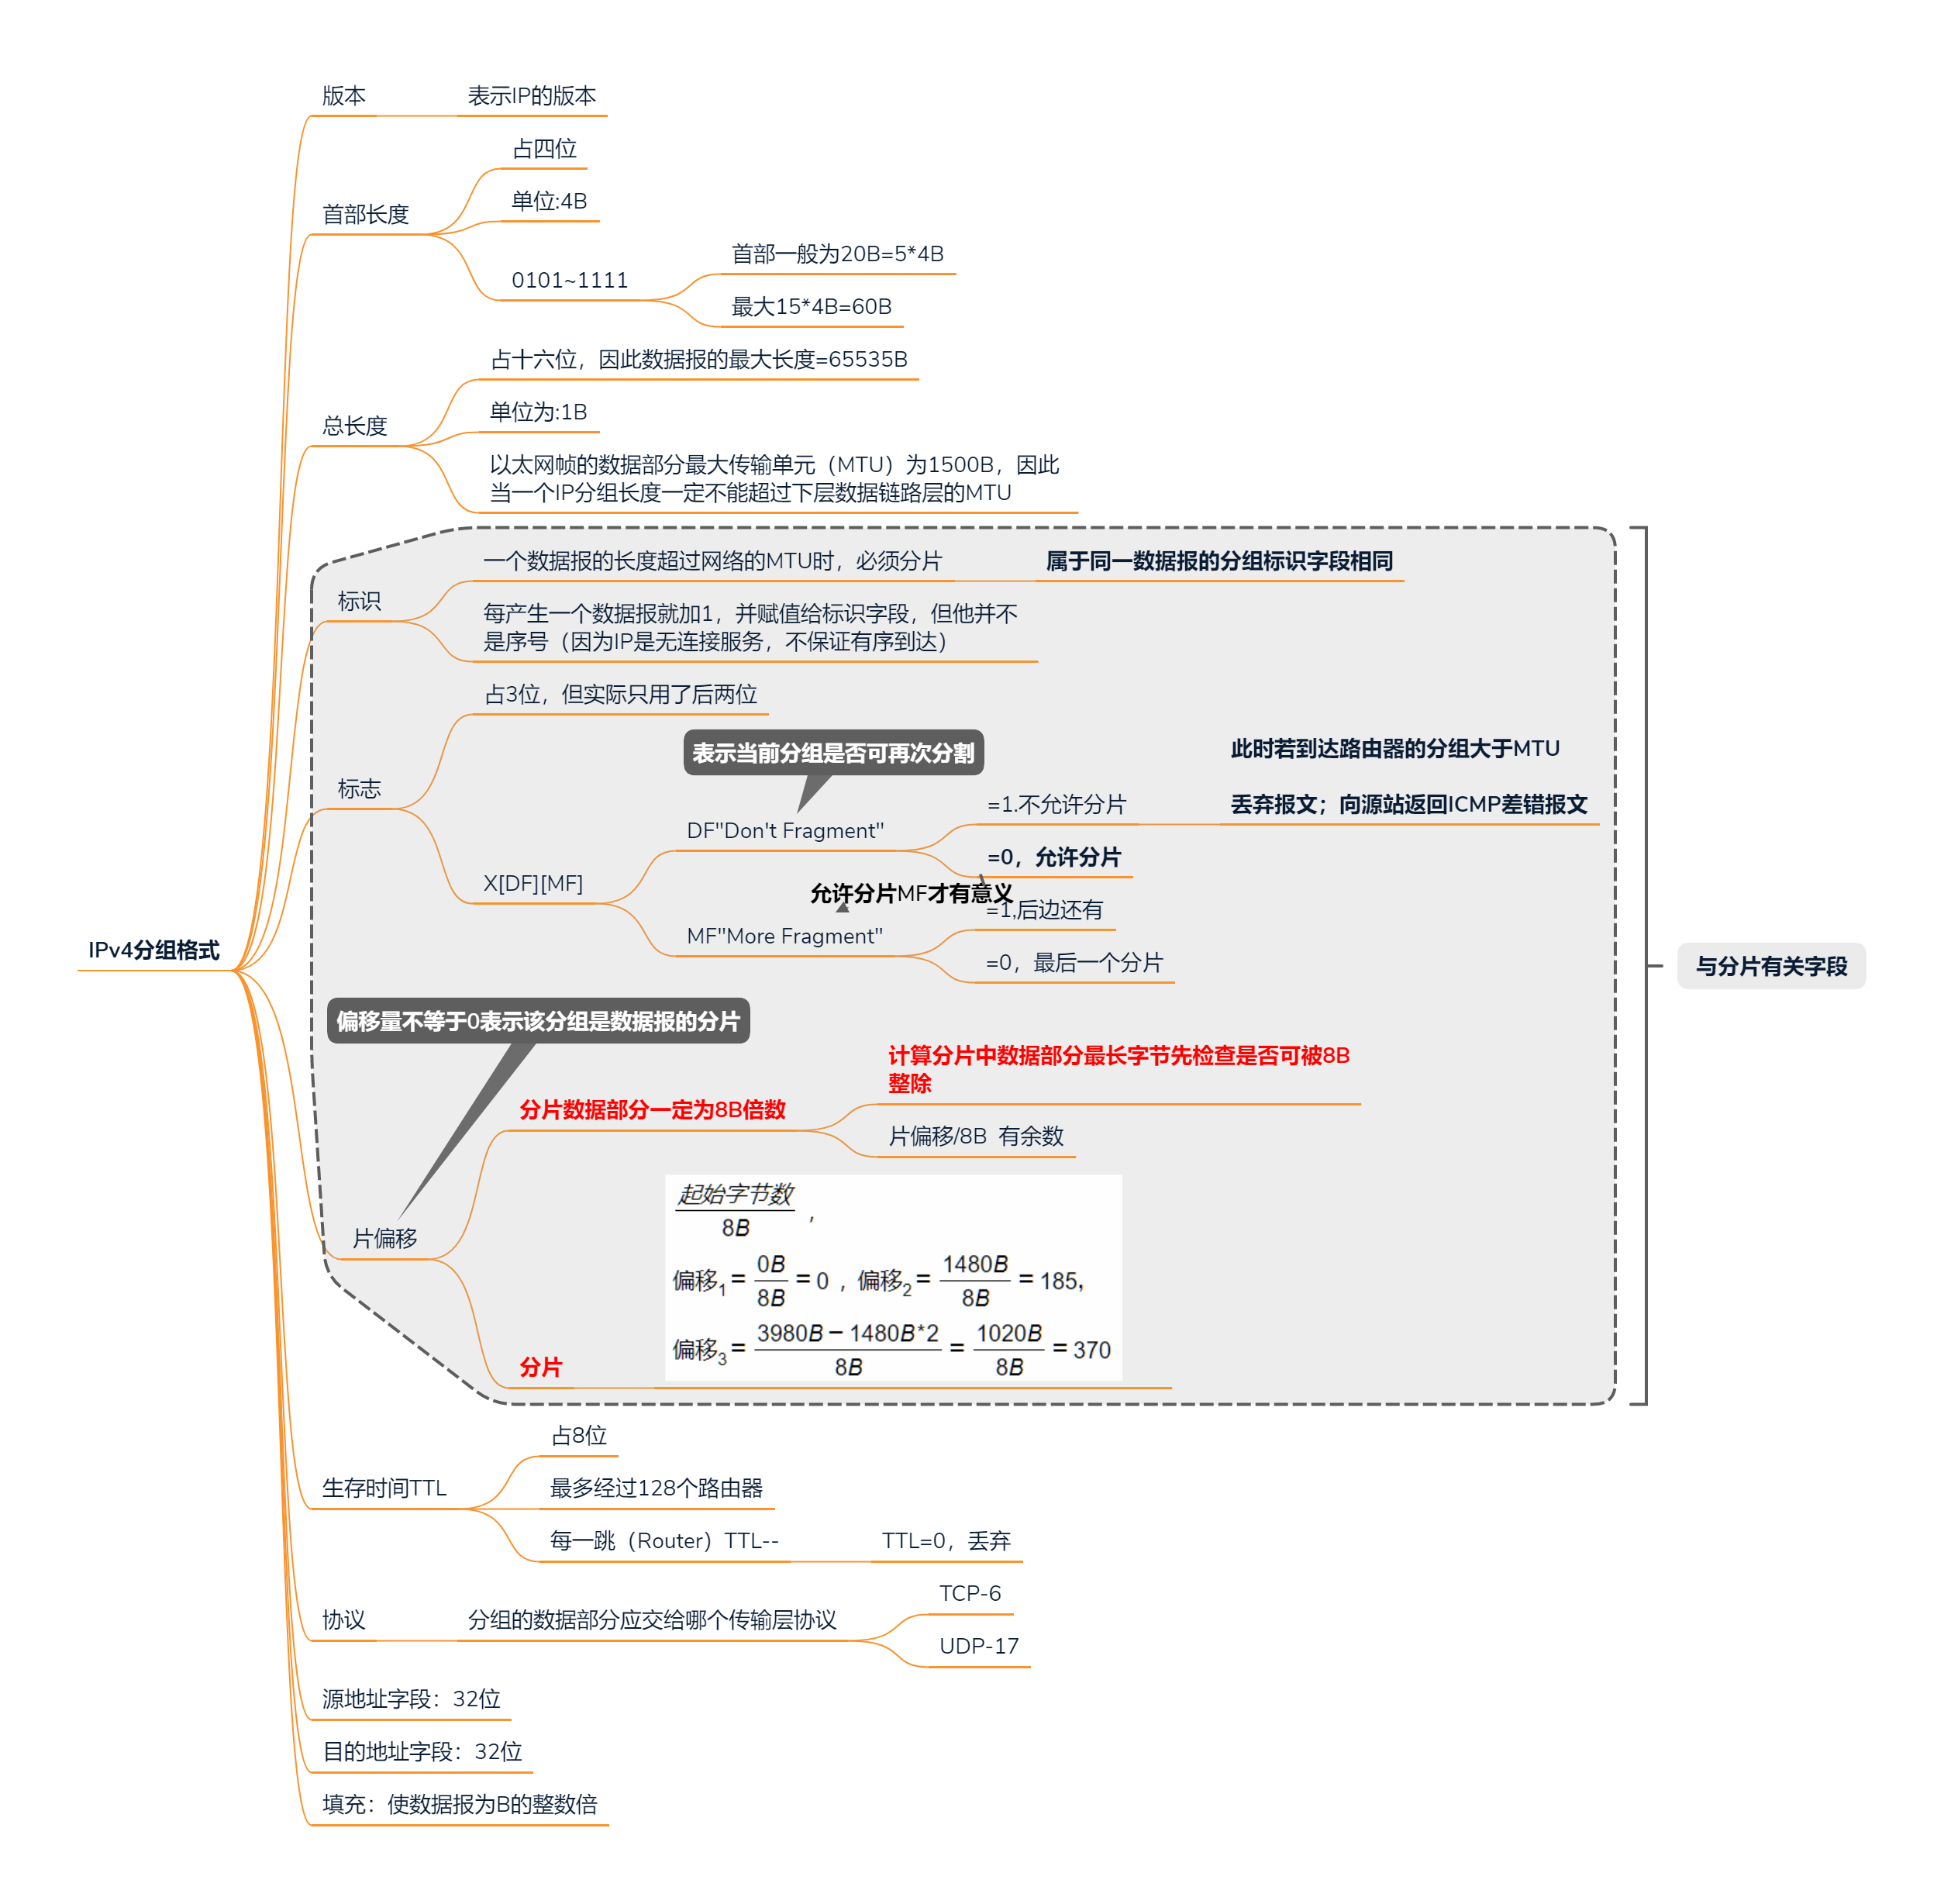 IPv4分组格式
版本
表示IP的版本
首部长度
占四位
单位:4B
0101~1111
首部一般为20B=5*4B
最大15*4B=60B
总长度
占十六位，因此数据报的最大长度=65535B
单位为:1B
以太网帧的数据部分最大传输单元（MTU）为1500B，因此
当一个IP分组长度一定不能超过下层数据链路层的MTU
标识
一个数据报的长度超过网络的MTU时，必须分片
属于同一数据报的分组标识字段相同
每产生一个数据报就加1，并赋值给标识字段，但他并不
是序号（因为IP是无连接服务，不保证有序到达）
标志
占3位，但实际只用了后两位
X[DF][MF]
表示当前分组是否可再次分割
DF"Don't Fragment"
=1.不允许分片
此时若到达路由器的分组大于MTU
丢弃报文；向源站返回ICMP差错报文
=0，允许分片
允许分片MF才有意义
MF"More Fragment"
=1,后边还有
=0，最后一个分片
偏移量不等于0表示该分组是数据报的分片
片偏移
分片数据部分一定为8B倍数
计算分片中数据部分最长字节先检查是否可被8B
整除
片偏移/8B 有余数
分片
起始字节数/8B ，
偏移1 = 0B/8B = 0 ，偏移2 = 1480B/8B = 185,
偏移3 = 3980B − 1480B*2/8B = 1020B/8B = 370
与分片有关字段
生存时间TTL
占8位
最多经过128个路由器
每一跳（Router）TTL--
TTL=0，丢弃
协议
分组的数据部分应交给哪个传输层协议
TCP-6
UDP-17
源地址字段：32位
目的地址字段：32位
填充：使数据报为B的整数倍